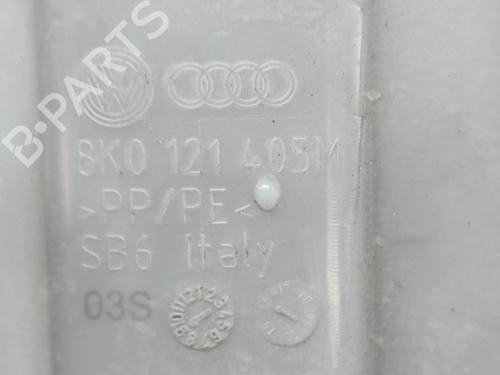 B-PARTS
8K0 121 405M
>PP/PE<
SB6 italy
03S